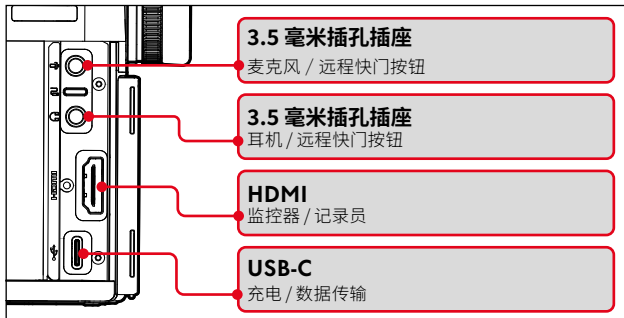 3.5 毫米插孔插座
麦克风 / 远程快门按钮
3.5 毫米插孔插座
耳机 / 远程快门按钮
HDMI
HDMI
监控器 / 记录员
USB-C
充电 / 数据传输